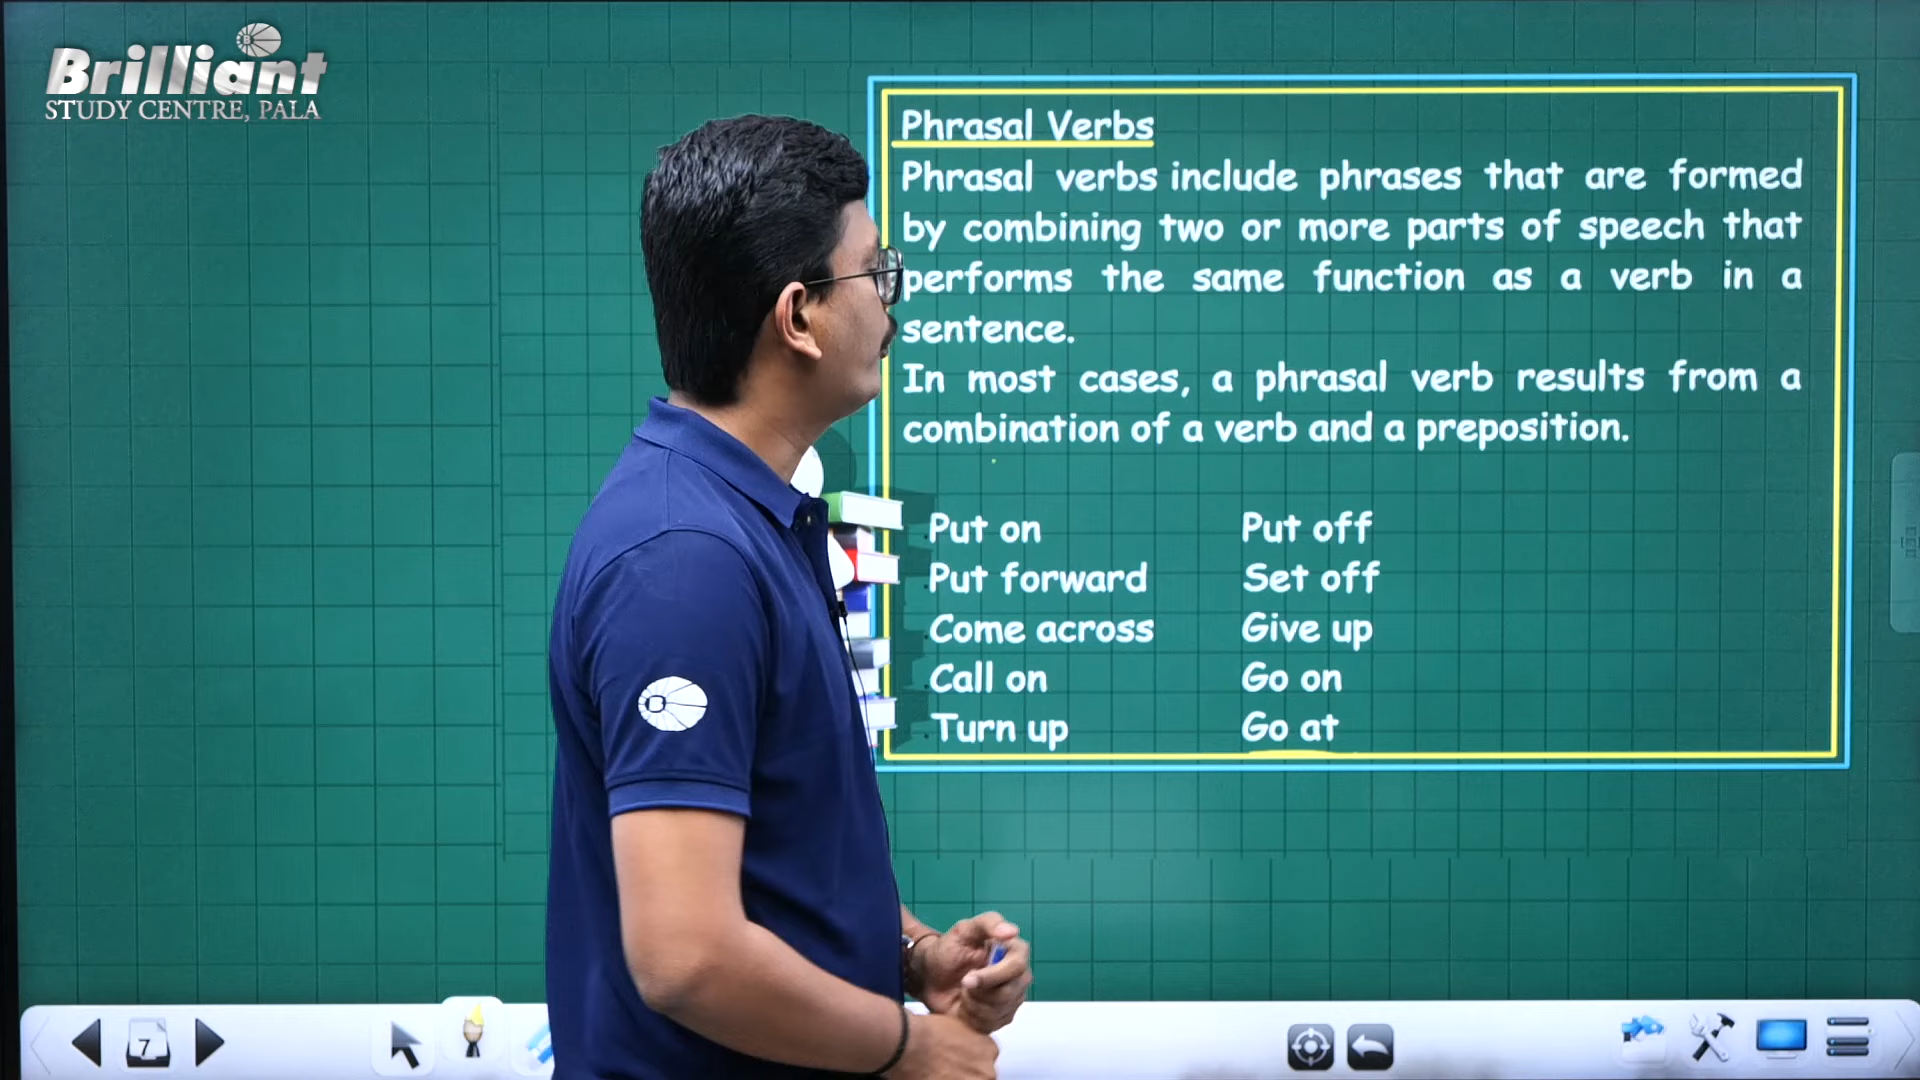 Brilliant
STUDY CENTRE, PALA
Phrasal Verbs
Phrasal verbs include phrases that are formed
by combining two or more parts of speech that
performs the same function as a verb in a
sentence.
In most cases, a phrasal verb results from a
combination of a verb and a preposition.
Put on Put off
Put forward Set off
Come across Give up
Call on Go on
Turn up Go at
B
7